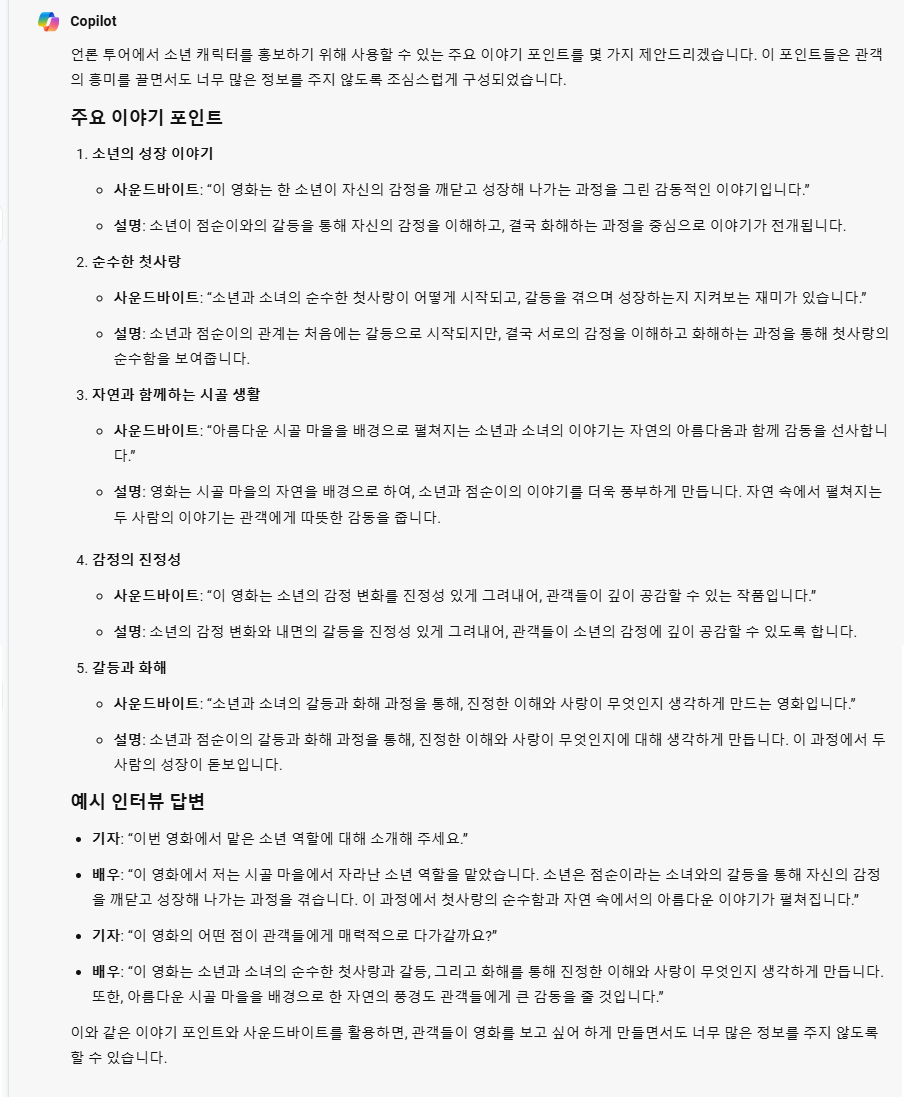 Copilot
언론 투어에서 소년 캐릭터를 홍보하기 위해 사용할 수 있는 주요 이야기 포인트를 몇 가지 제안드리겠습니다. 이 포인트들은 관객
의 흥미를 끌면서도 너무 많은 정보를 주지 않도록 조심스럽게 구성되었습니다.
주요 이야기 포인트
1. 소년의 성장 이야기
사운드바이트: “이 영화는 한 소년이 자신의 감정을 깨닫고 성장해 나가는 과정을 그린 감동적인 이야기입니다.”
설명: 소년이 점순이와의 갈등을 통해 자신의 감정을 이해하고, 결국 화해하는 과정을 중심으로 이야기가 전개됩니다.
2. 순수한 첫사랑
사운드바이트: “소년과 소녀의 순수한 첫사랑이 어떻게 시작되고, 갈등을 겪으며 성장하는지 지켜보는 재미가 있습니다.”
설명: 소년과 점순이의 관계는 처음에는 갈등으로 시작되지만, 결국 서로의 감정을 이해하고 화해하는 과정을 통해 첫사랑의
순수함을 보여줍니다.
3. 자연과 함께하는 시골 생활
사운드바이트: “아름다운 시골 마을을 배경으로 펼쳐지는 소년과 소녀의 이야기는 자연의 아름다움과 함께 감동을 선사합니
다.”
설명: 영화는 시골 마을의 자연을 배경으로 하여, 소년과 점순이의 이야기를 더욱 풍부하게 만듭니다. 자연 속에서 펼쳐지는
두 사람의 이야기는 관객에게 따뜻한 감동을 줍니다.
4. 감정의 진정성
사운드바이트: “이 영화는 소년의 감정 변화를 진정성 있게 그려내어, 관객들이 깊이 공감할 수 있는 작품입니다.”
설명: 소년의 감정 변화와 내면의 갈등을 진정성 있게 그려내어, 관객들이 소년의 감정에 깊이 공감할 수 있도록 합니다.
5. 갈등과 화해
사운드바이트: “소년과 소녀의 갈등과 화해 과정을 통해, 진정한 이해와 사랑이 무엇인지 생각하게 만드는 영화입니다.”
설명: 소년과 점순이의 갈등과 화해 과정을 통해, 진정한 이해와 사랑이 무엇인지에 대해 생각하게 만듭니다. 이 과정에서 두
사람의 성장이 돋보입니다.
예시 인터뷰 답변
기자: “이번 영화에서 맡은 소년 역할에 대해 소개해 주세요.”
배우: “이 영화에서 저는 시골 마을에서 자라난 소년 역할을 맡았습니다. 소년은 점순이라는 소녀와의 갈등을 통해 자신의 감정
을 깨닫고 성장해 나가는 과정을 겪습니다. 이 과정에서 첫사랑의 순수함과 자연 속에서의 아름다운 이야기가 펼쳐집니다.”
기자: “이 영화의 어떤 점이 관객들에게 매력적으로 다가갈까요?”
배우: “이 영화는 소년과 소녀의 순수한 첫사랑과 갈등, 그리고 화해를 통해 진정한 이해와 사랑이 무엇인지 생각하게 만듭니다.
또한, 아름다운 시골 마을을 배경으로 한 자연의 풍경도 관객들에게 큰 감동을 줄 것입니다.”
이와 같은 이야기 포인트와 사운드바이트를 활용하면, 관객들이 영화를 보고 싶어 하게 만들면서도 너무 많은 정보를 주지 않도록
할 수 있습니다.